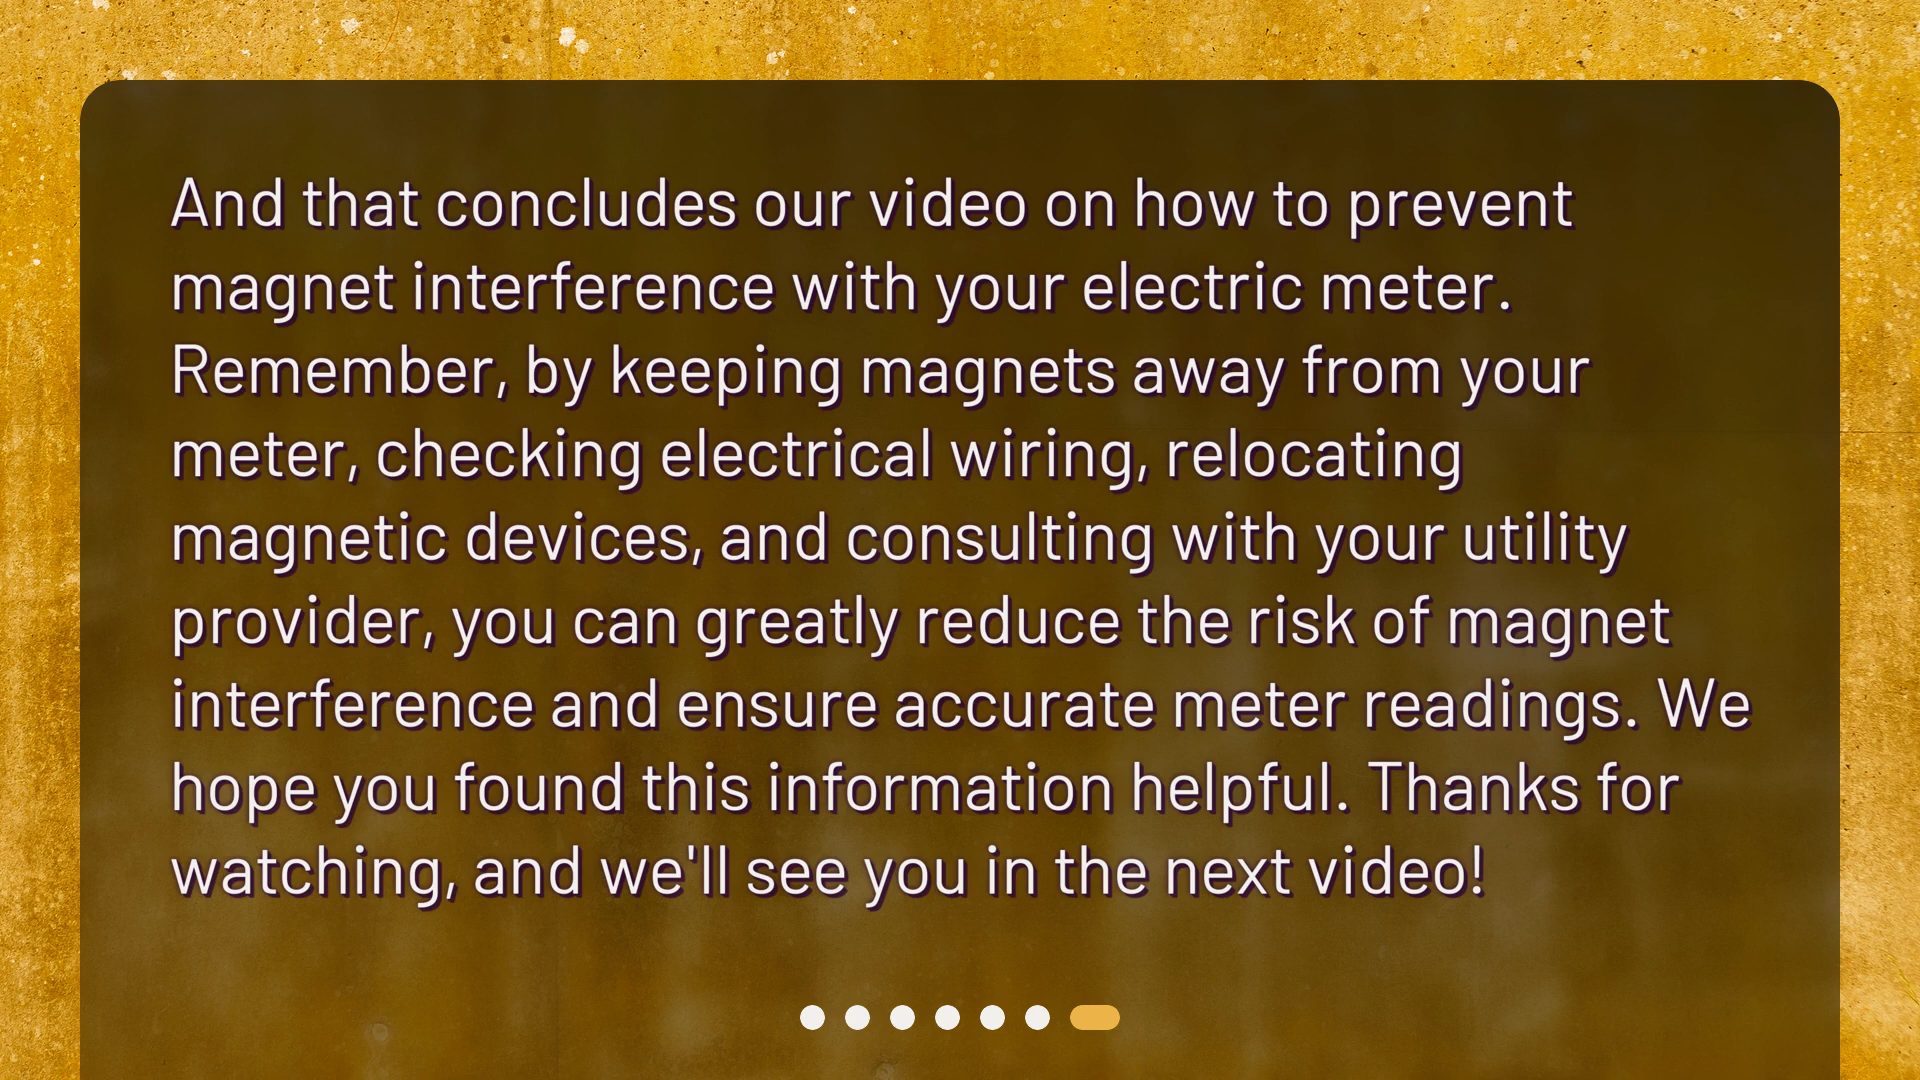 And that concludes our video on how to prevent
magnet interference with your electric meter.
Remember, by keeping magnets away from your
meter, checking electrical wiring, relocating
magnetic devices, and consulting with your utility
provider, you can greatly reduce the risk of magnet
interference and ensure accurate meter readings. We
hope you found this information helpful. Thanks for
watching, and we'll see you in the next video!